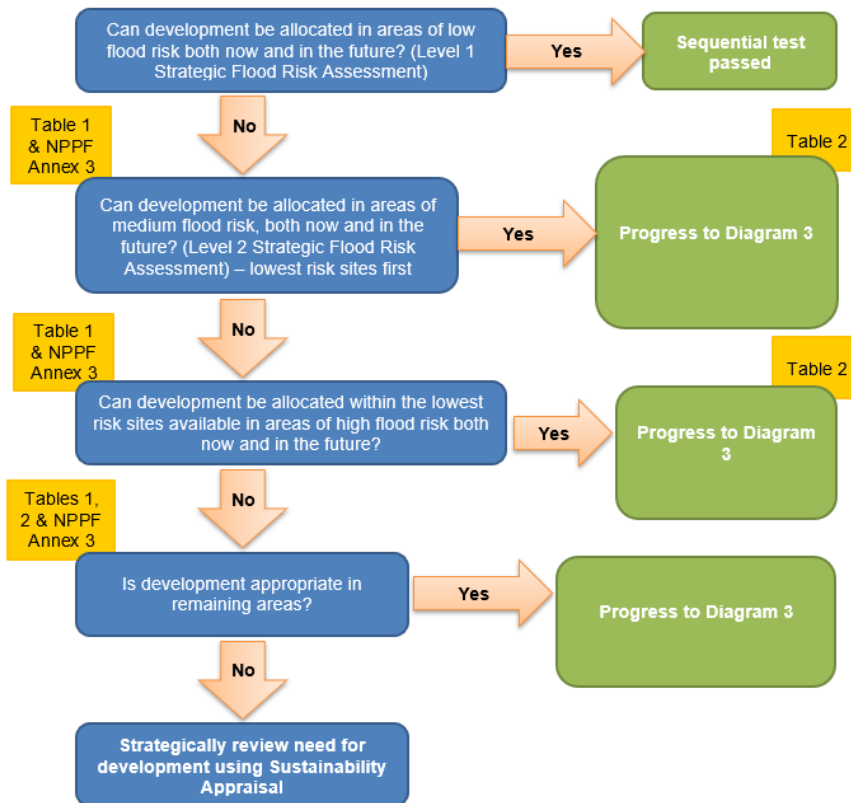 Can development be allocated in areas of low
flood risk both now and in the future? (Level 1
Strategic Flood Risk Assessment)
Yes
Sequential test
passed
No
Table 1
& NPPF
Annex 3
Table 2
Can development be allocated in areas of
medium flood risk, both now and in the
future? (Level 2 Strategic Flood Risk
Assessment) – lowest risk sites first
Yes
Progress to Diagram 3
No
Table 1
& NPPF
Annex 3
Table 2
Can development be allocated within the lowest
risk sites available in areas of high flood risk both
now and in the future?
Yes
Progress to Diagram
3
No
Tables 1,
2 & NPPF
Annex 3
Is development appropriate in
remaining areas?
Yes
Progress to Diagram 3
No
Strategically review need for
development using Sustainability
Appraisal